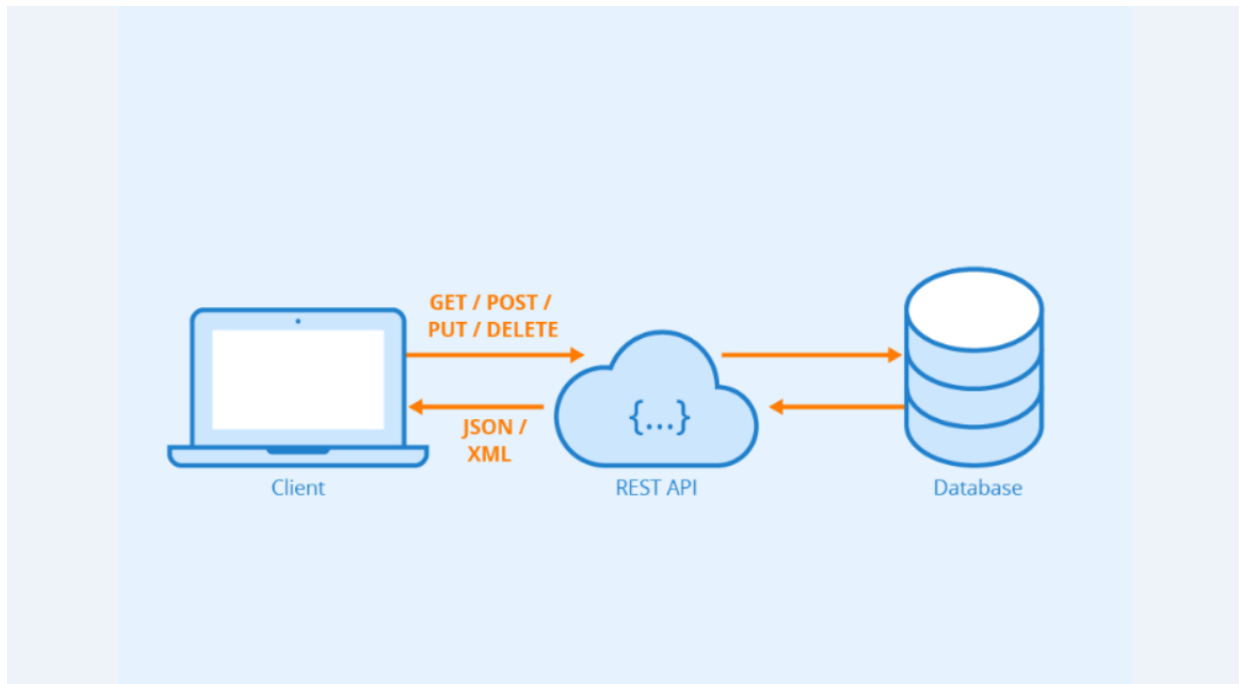 GET / POST /
PUT / DELETE
{...}
JSON /
XML
Client
REST API
Database